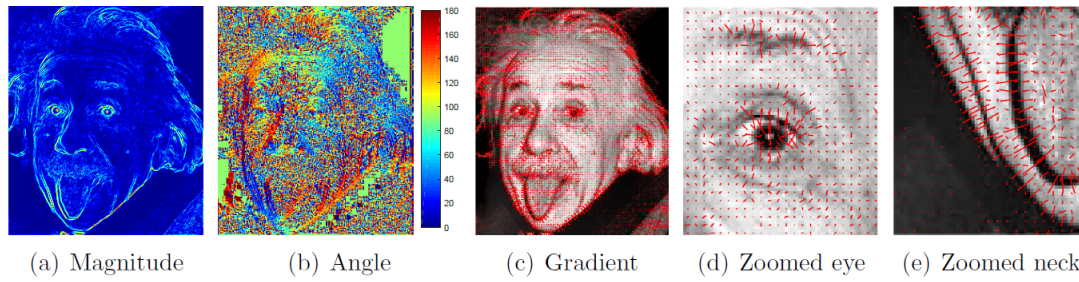 180
160
140
120
100
80
60
40
20
0
(a) Magnitude
(b) Angle
(c) Gradient
(d) Zoomed eye
(e) Zoomed neck